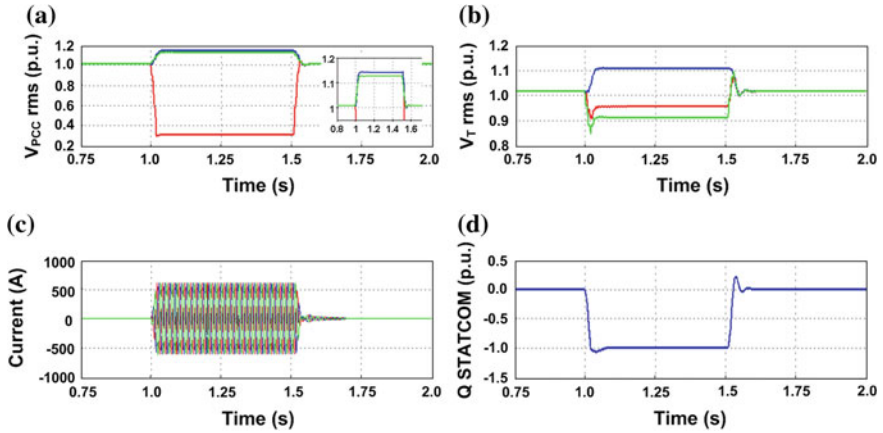 (a)
V_PCC rms (p.u.)
1.2
1.0
0.8
0.6
0.4
0.2
0.75 1.0 1.25 1.5 1.75 2.0
Time (s)
1.2
1.1
1
0.8 1 1.2 1.4 1.6
(b)
V_T rms (p.u.)
1.2
1.1
1.0
0.9
0.8
0.75 1.0 1.25 1.5 1.75 2.0
Time (s)
(c)
Current (A)
1000
500
0
-500
-1000
0.75 1.0 1.25 1.5 1.75 2.0
Time (s)
(d)
Q STATCOM (p.u.)
0.5
0.0
-0.5
-1.0
-1.5
0.75 1.0 1.25 1.5 1.75 2.0
Time (s)